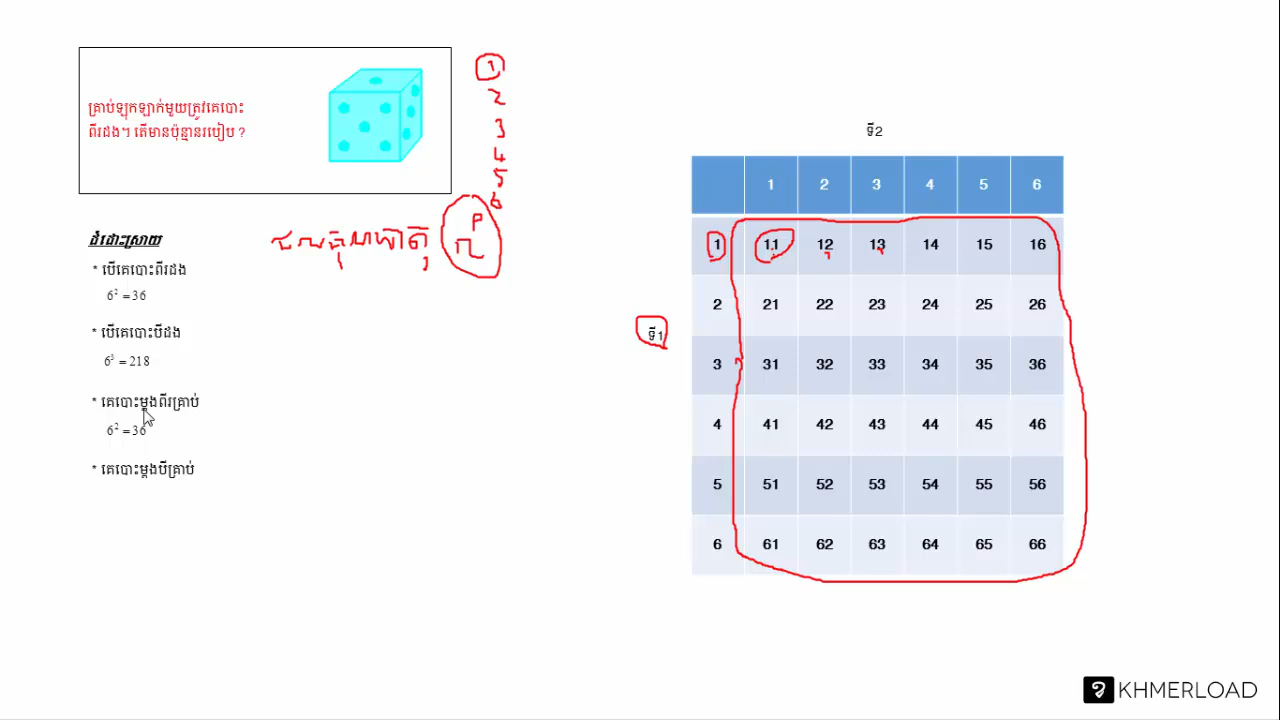 គ្រាប់ឡុកឡាក់មួយត្រូវគេបោះ
ពីរដង។ តើមានប៉ុន្មានរបៀប ?
1
2
3
4
5
6
P
ដំដោះស្រាយ
* បើគេបោះពីរដង
6² = 36
* បើគេបោះបីដង
6³ = 218
* គេបោះម្តងពីរគ្រាប់
6² = 36
* គេបោះម្តងបីគ្រាប់
ទី2
1 2 3 4 5 6
1 11 12 13 14 15 16
2 21 22 23 24 25 26
ទី1
3 31 32 33 34 35 36
4 41 42 43 44 45 46
5 51 52 53 54 55 56
6 61 62 63 64 65 66
KHMERLOAD